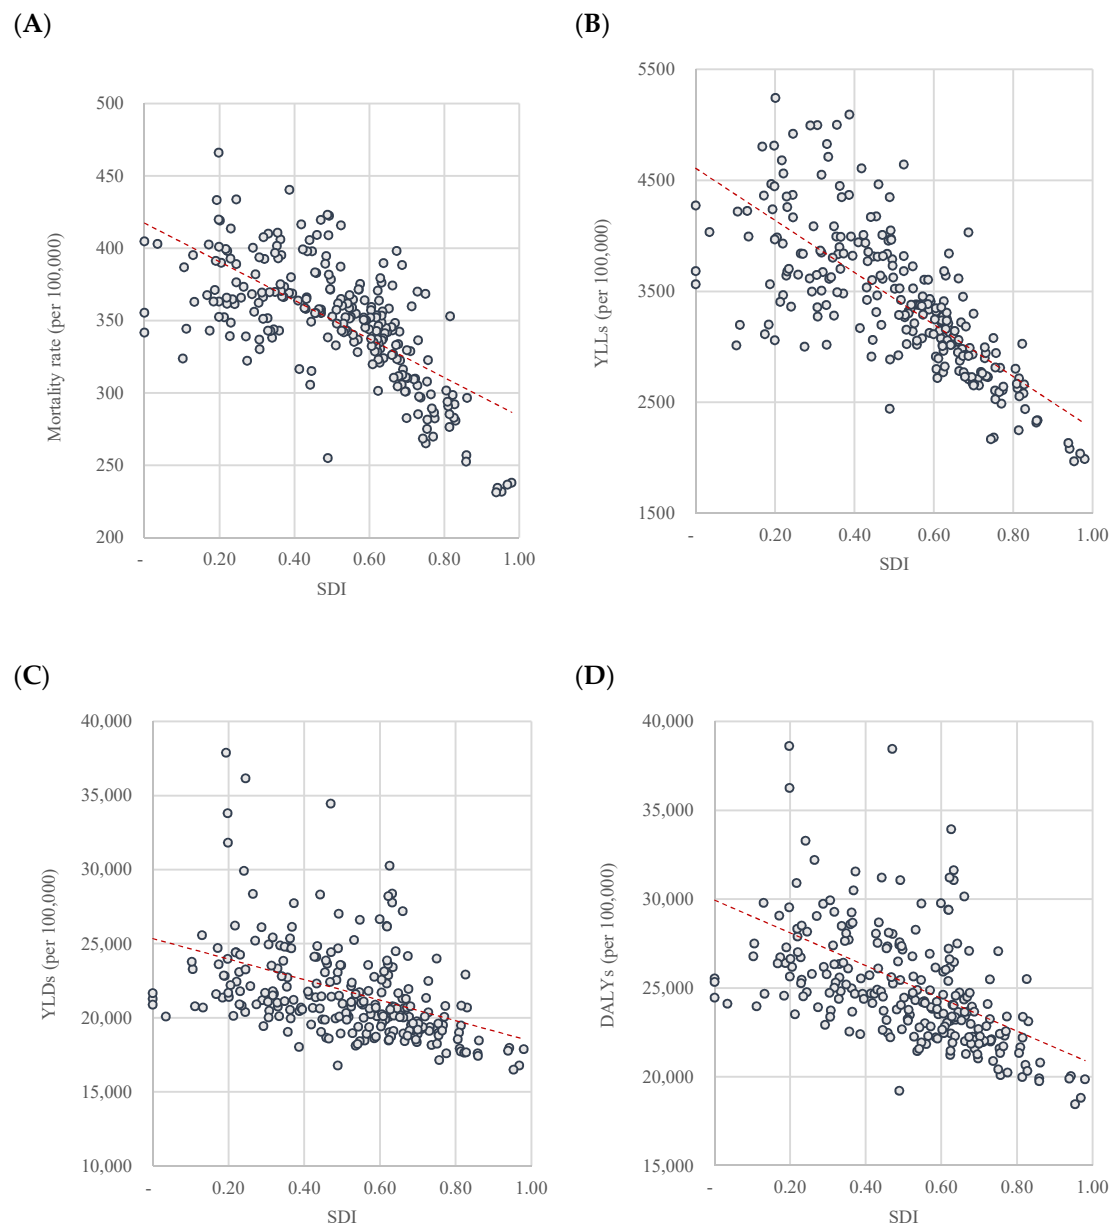 (A)
500
450
400
350
300
250
200
Mortality rate (per 100,000)
- 0.20 0.40 0.60 0.80 1.00
SDI
(B)
5500
4500
3500
2500
1500
YLLs (per 100,000)
- 0.20 0.40 0.60 0.80 1.00
SDI
(C)
40,000
35,000
30,000
25,000
20,000
15,000
10,000
YLDs (per 100,000)
- 0.20 0.40 0.60 0.80 1.00
SDI
(D)
40,000
35,000
30,000
25,000
20,000
15,000
DALYs (per 100,000)
- 0.20 0.40 0.60 0.80 1.00
SDI